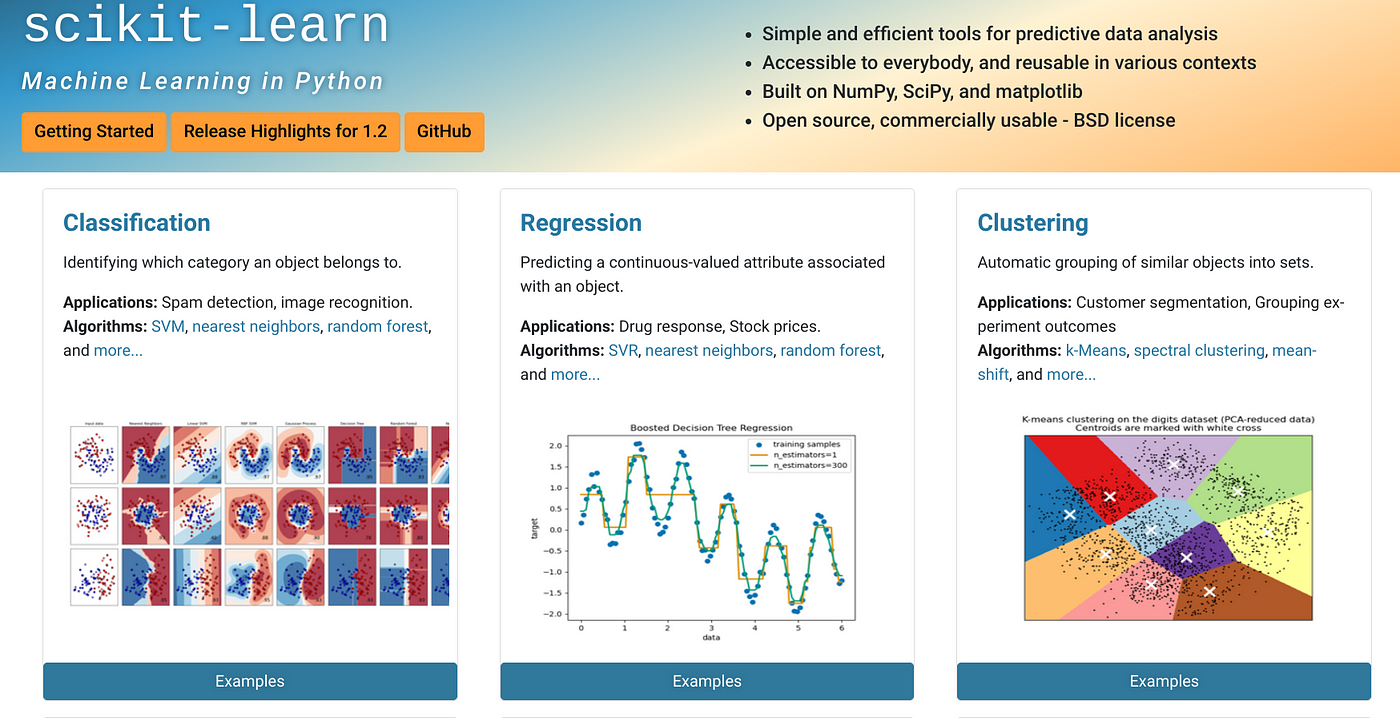 scikit-learn
Machine Learning in Python
Getting Started
Release Highlights for 1.2
GitHub
Simple and efficient tools for predictive data analysis
Accessible to everybody, and reusable in various contexts
Built on NumPy, SciPy, and matplotlib
Open source, commercially usable - BSD license
Classification
Identifying which category an object belongs to.
Applications: Spam detection, image recognition.
Algorithms: SVM, nearest neighbors, random forest,
and more...
Input data
Nearest Neighbors
Linear SVM
RBF SVM
Gaussian Process
Decision Tree
Random Forest
Examples
Regression
Predicting a continuous-valued attribute associated
with an object.
Applications: Drug response, Stock prices.
Algorithms: SVR, nearest neighbors, random forest,
and more...
Boosted Decision Tree Regression
training samples
n_estimators=1
n_estimators=300
2.0
1.5
1.0
0.5
0.0
−0.5
−1.0
−1.5
−2.0
target
0 1 2 3 4 5 6
data
Examples
Clustering
Automatic grouping of similar objects into sets.
Applications: Customer segmentation, Grouping ex-
periment outcomes
Algorithms: k-Means, spectral clustering, mean-
shift, and more...
K-means clustering on the digits dataset (PCA-reduced data)
Centroids are marked with white cross
Examples